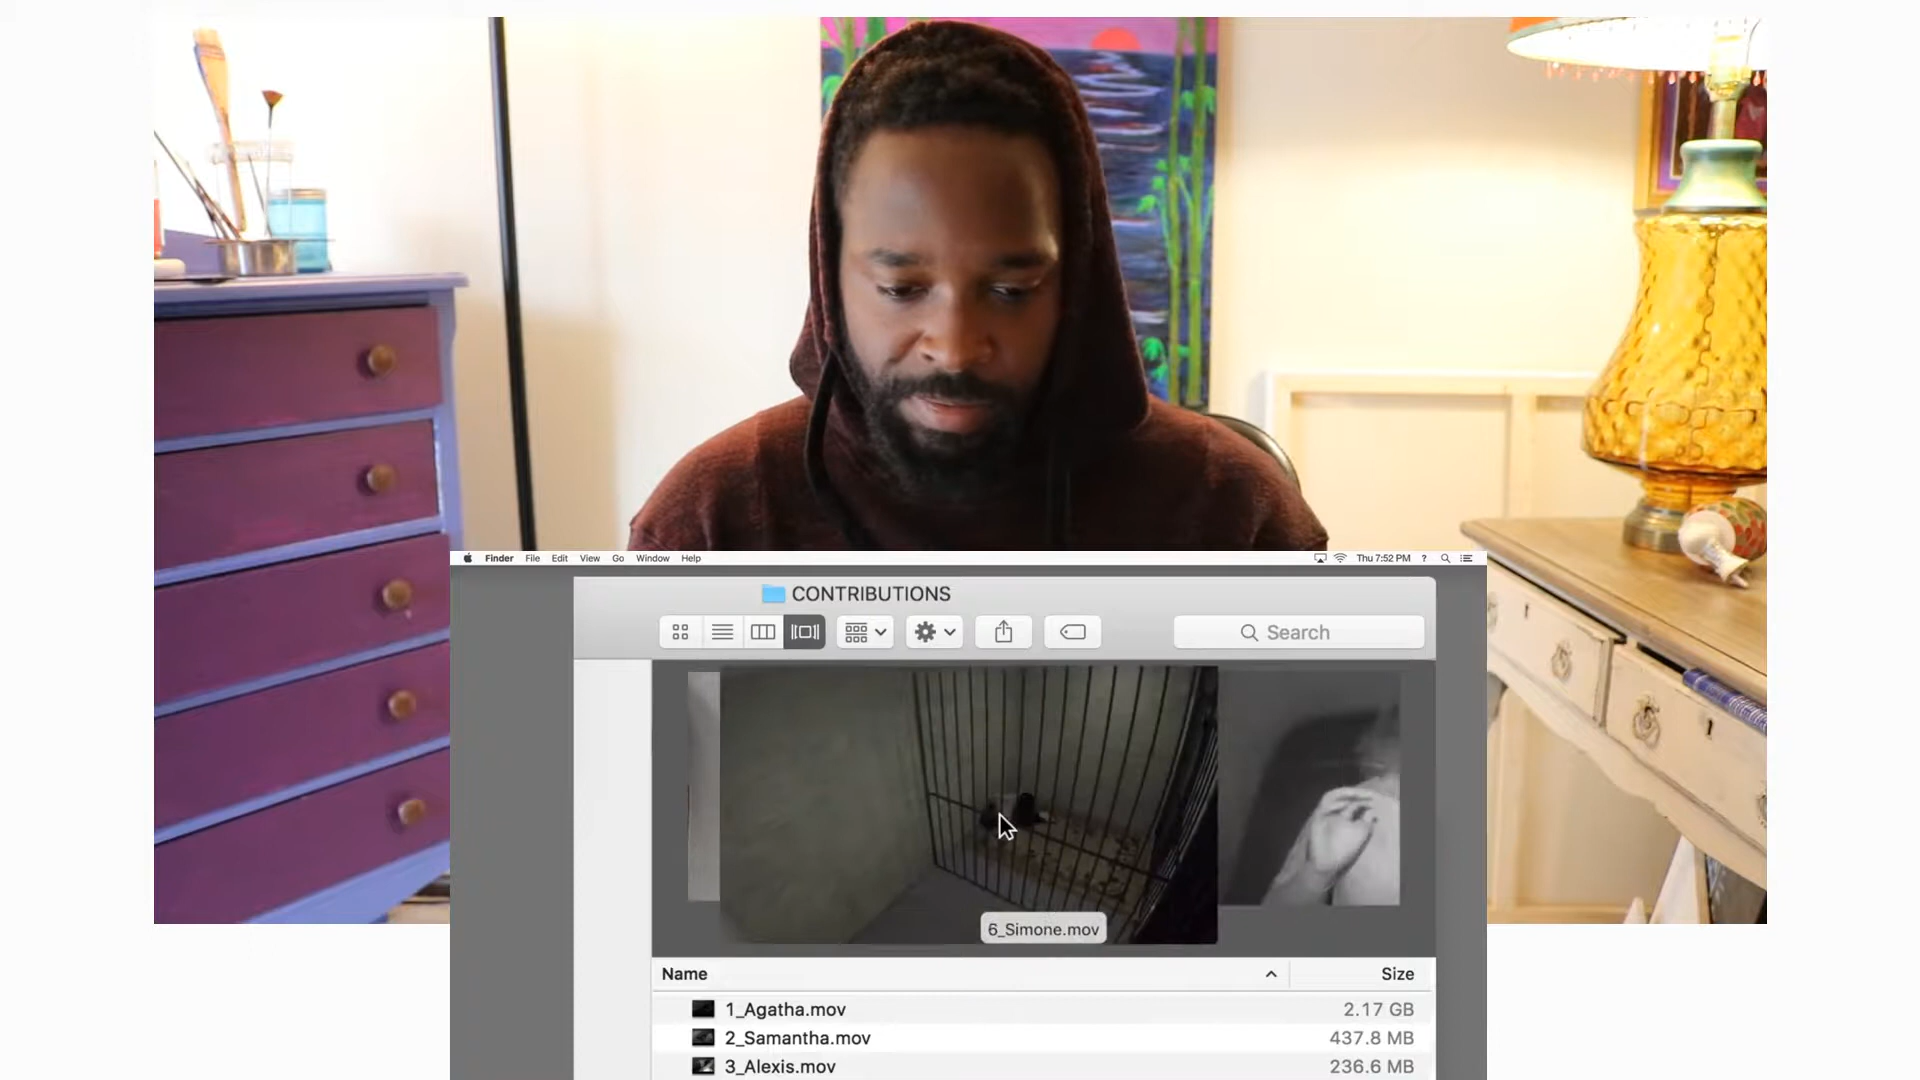 Finder File Edit View Go Window Help Thu 7:52 PM ?
CONTRIBUTIONS
Search
6_Simone.mov
Name Size
1_Agatha.mov 2.17 GB
2_Samantha.mov 437.8 MB
3_Alexis.mov 236.6 MB